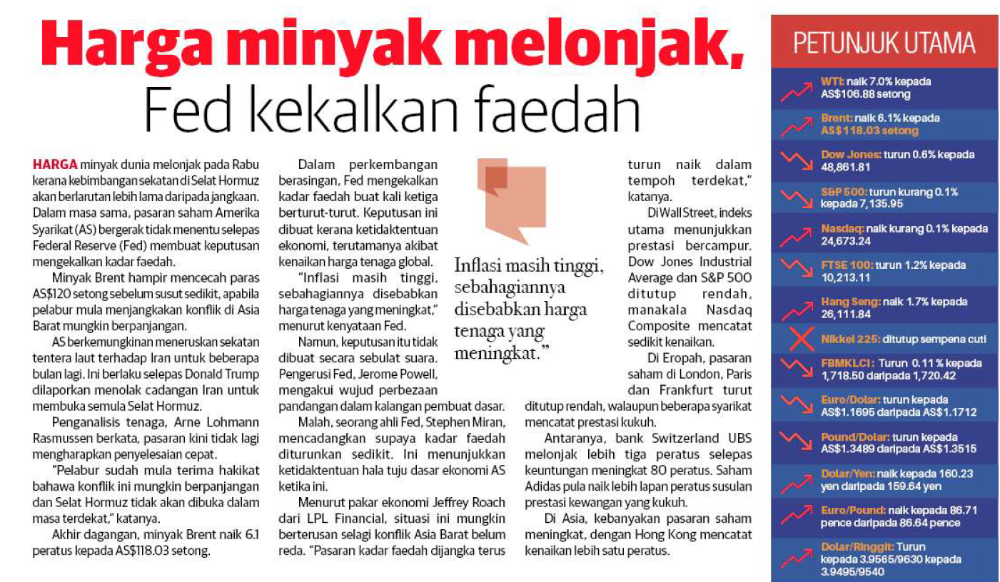 Harga minyak melonjak,
Fed kekalkan faedah
HARGA minyak dunia melonjak pada Rabu
kerana kebimbangan sekatan di Selat Hormuz
akan berlarutan lebih lama daripada jangkaan.
Dalam masa sama, pasaran saham Amerika
Syarikat (AS) bergerak tidak menentu selepas
Federal Reserve (Fed) membuat keputusan
mengekalkan kadar faedah.
Minyak Brent hampir mencecah paras
AS$120 setong sebelum susut sedikit, apabila
pelabur mula menjangkakan konflik di Asia
Barat mungkin berpanjangan.
AS berkemungkinan meneruskan sekatan
tentera laut terhadap Iran untuk beberapa
bulan lagi. Ini berlaku selepas Donald Trump
dilaporkan menolak cadangan Iran untuk
membuka semula Selat Hormuz.
Penganalisis tenaga, Arne Lohmann
Rasmussen berkata, pasaran kini tidak lagi
mengharapkan penyelesaian cepat.
"Pelabur sudah mula terima hakikat
bahawa konflik ini mungkin berpanjangan
dan Selat Hormuz tidak akan dibuka dalam
masa terdekat," katanya.
Akhir dagangan, minyak Brent naik 6.1
peratus kepada AS$118.03 setong.
Dalam perkembangan
berasingan, Fed mengekalkan
kadar faedah buat kali ketiga
berturut-turut. Keputusan ini
dibuat kerana ketidaktentuan
ekonomi, terutamanya akibat
kenaikan harga tenaga global.
"Inflasi masih tinggi,
sebahagiannya disebabkan
harga tenaga yang meningkat,"
menurut kenyataan Fed.
Namun, keputusan itu tidak
dibuat secara sebulat suara.
Pengerusi Fed, Jerome Powell,
mengakui wujud perbezaan
pandangan dalam kalangan pembuat dasar.
Malah, seorang ahli Fed, Stephen Miran,
mencadangkan supaya kadar faedah
diturunkan sedikit. Ini menunjukkan
ketidaktentuan hala tuju dasar ekonomi AS
ketika ini.
Menurut pakar ekonomi Jeffrey Roach
dari LPL Financial, situasi ini mungkin
berterusan selagi konflik Asia Barat belum
reda. "Pasaran kadar faedah dijangka terus
Inflasi masih tinggi,
sebahagiannya
disebabkan harga
tenaga yang
meningkat."
turun naik dalam
tempoh terdekat,"
katanya.
Di Wall Street, indeks
utama menunjukkan
prestasi bercampur.
Dow Jones Industrial
Average dan S&P 500
ditutup rendah,
manakala Nasdaq
Composite mencatat
sedikit kenaikan.
Di Eropah, pasaran
saham di London, Paris
dan Frankfurt turut
ditutup rendah, walaupun beberapa syarikat
mencatat prestasi kukuh.
Antaranya, bank Switzerland UBS
melonjak lebih tiga peratus selepas
keuntungan meningkat 80 peratus. Saham
Adidas pula naik lebih lapan peratus susulan
prestasi kewangan yang kukuh.
Di Asia, kebanyakan pasaran saham
meningkat, dengan Hong Kong mencatat
kenaikan lebih satu peratus.
PETUNJUK UTAMA
WTI: naik 7.0% kepada
AS$106.88 setong
Brent: naik 6.1% kepada
AS$118.03 setong
Dow Jones: turun 0.6% kepada
48,861.81
S&P 500: turun kurang 0.1%
kepada 7,135.95
Nasdaq: naik kurang 0.1% kepada
24,673.24
FTSE 100: turun 1.2% kepada
10,213.11
Hang Seng: naik 1.7% kepada
26,111.84
Nikkei 225: ditutup sempena cuti
FBMKLCI: Turun 0.11% kepada
1,718.50 daripada 1,720.42
Euro/Dolar: turun kepada
AS$1.1695 daripada AS$1.1712
Pound/Dolar: turun kepada
AS$1.3489 daripada AS$1.3515
Dolar/Yen: naik kepada 160.23
yen daripada 159.64 yen
Euro/Pound: naik kepada 86.71
pence daripada 86.64 pence
Dolar/Ringgit: Turun
kepada 3.9565/9630 kepada
3.9495/9540